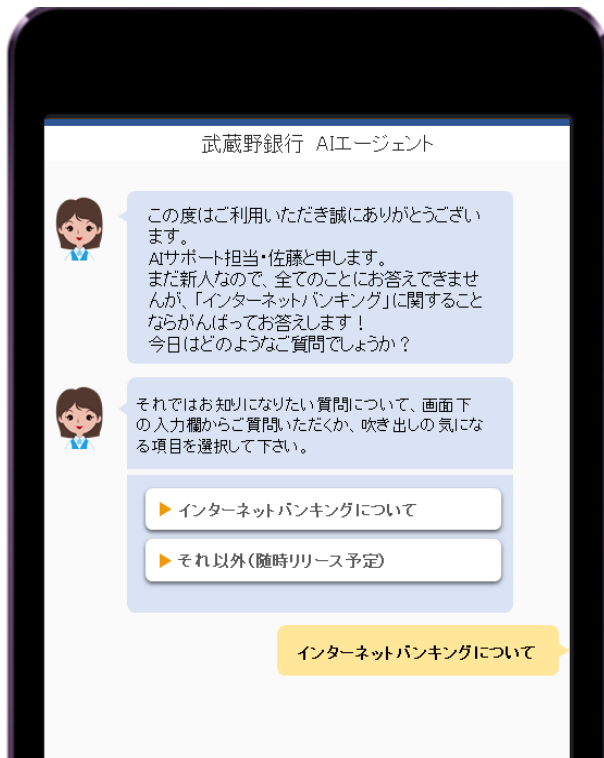 武蔵野銀行 AIエージェント
この度はご利用いただき誠にありがとうござい
ます。
AIサポート担当・佐藤と申します。
まだ新人なので、全てのことにお答えできませ
んが、「インターネットバンキング」に関すること
ならがんばってお答えします！
今日はどのようなご質問でしょうか？
それではお知りになりたい質問について、画面下
の入力欄からご質問いただくか、吹き出しの気にな
る項目を選択して下さい。
▶ インターネットバンキングについて
▶ それ以外(随時リリース予定)
インターネットバンキングについて